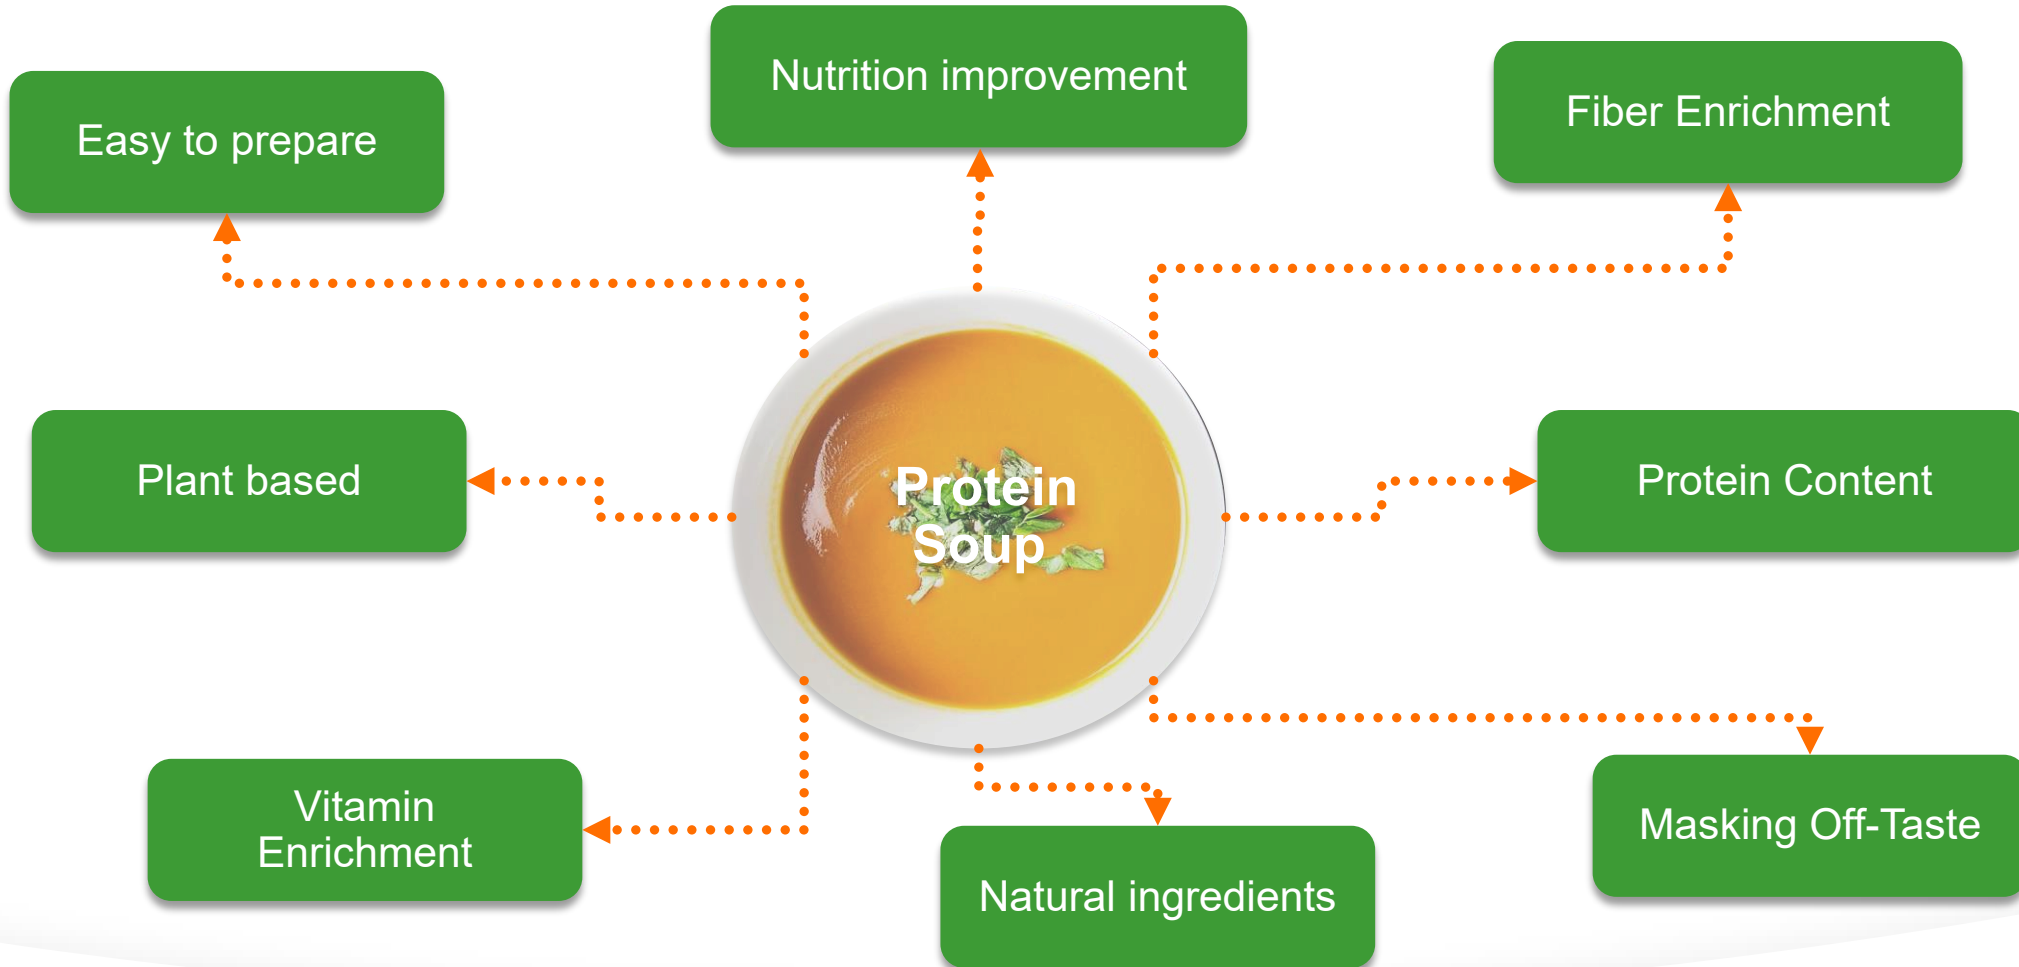 Nutrition improvement
Fiber Enrichment
Easy to prepare
Plant based
Protein
Soup
Protein Content
Vitamin
Enrichment
Masking Off-Taste
Natural ingredients